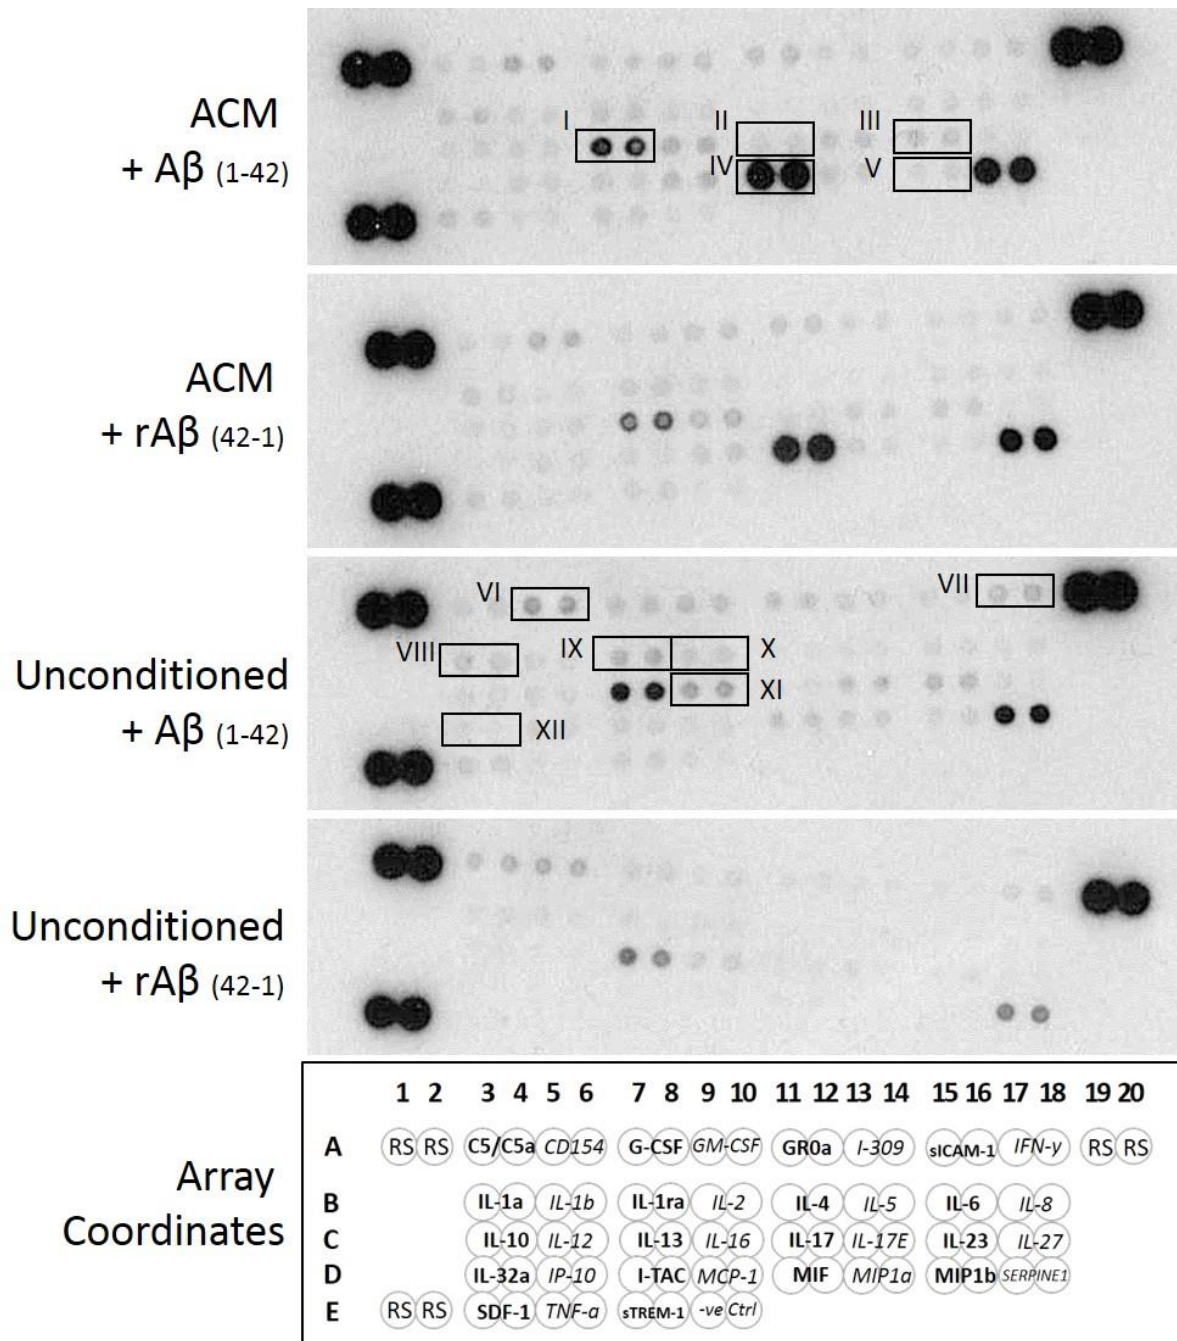 ACM
+ Aβ (1-42)
I
II
III
IV
V
ACM
+ rAβ (42-1)
Unconditioned
+ Aβ (1-42)
VI
VII
VIII
IX
X
XI
XII
Unconditioned
+ rAβ (42-1)
Array
Coordinates
1 2 3 4 5 6 7 8 9 10 11 12 13 14 15 16 17 18 19 20
A RS RS C5/C5a CD154 G-CSF GM-CSF GR0a I-309 sICAM-1 IFN-y RS RS
B IL-1a IL-1b IL-1ra IL-2 IL-4 IL-5 IL-6 IL-8
C IL-10 IL-12 IL-13 IL-16 IL-17 IL-17E IL-23 IL-27
D IL-32a IP-10 I-TAC MCP-1 MIF MIP1a MIP1b SERPINE1
E RS RS SDF-1 TNF-a sTREM-1 -ve Ctrl